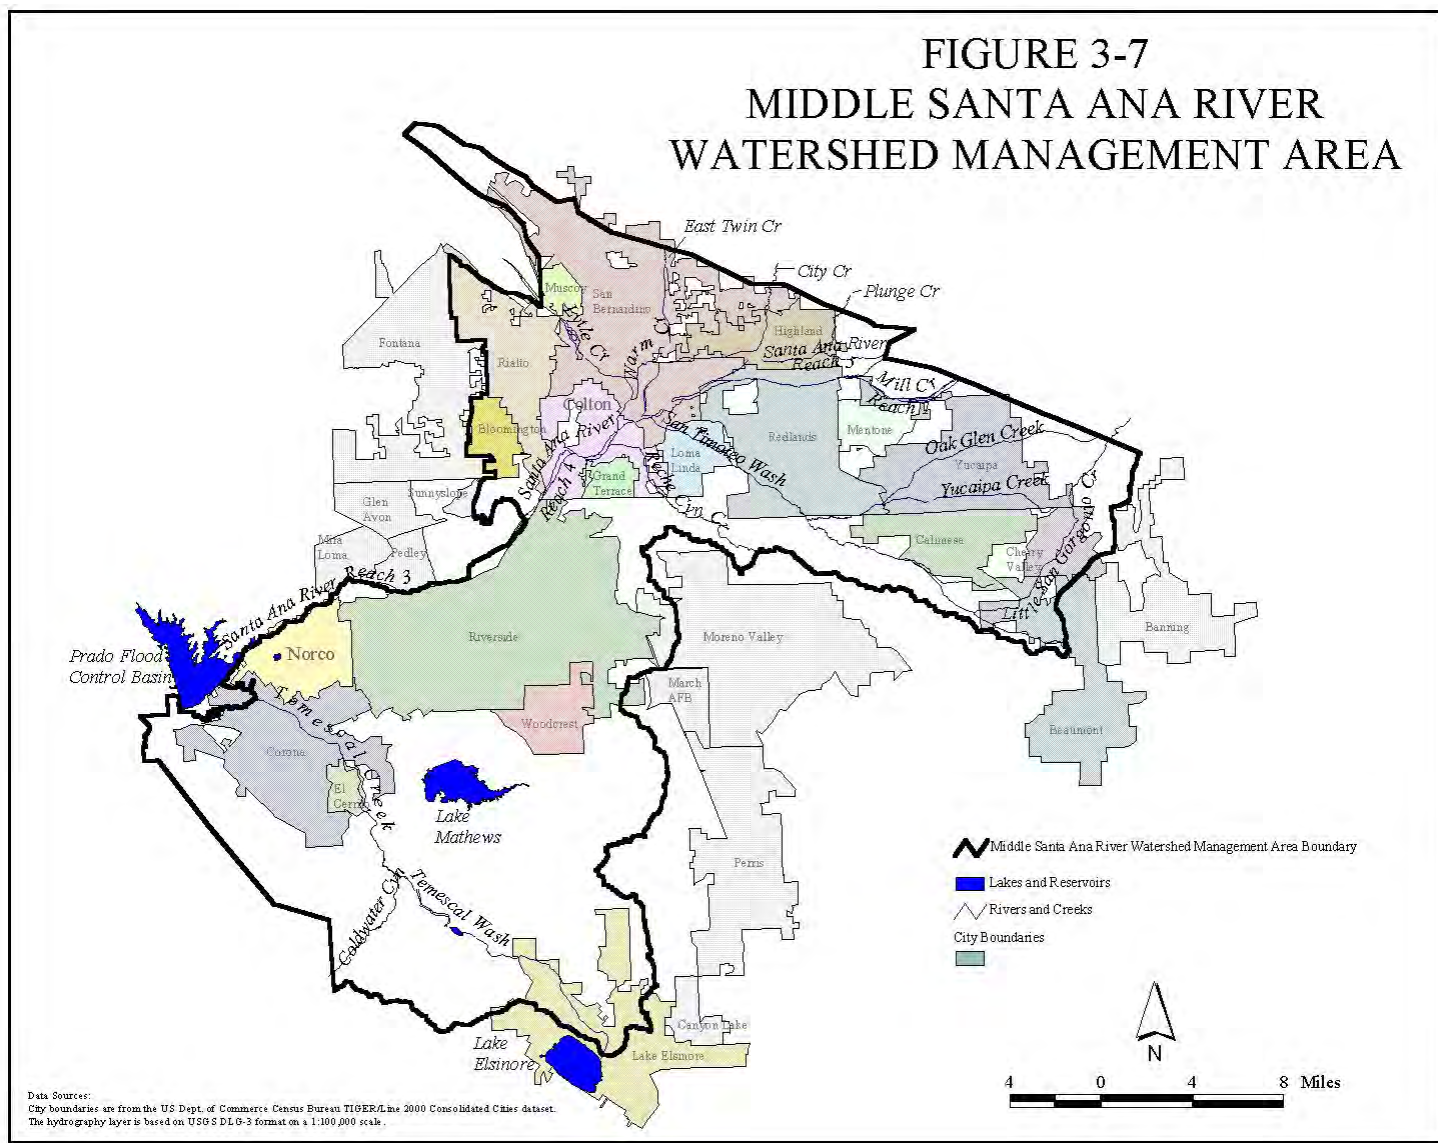 FIGURE 3-7
MIDDLE SANTA ANA RIVER
WATERSHED MANAGEMENT AREA
East Twin Cr
City Cr
Plunge Cr
Muscoy
San
Bernardino
Lytle Cr
Warm Cr
Highland
Fontana
Rialto
Santa Ana River
Reach 5
Mill Cr
Reach
Colton
Bloomington
Santa Ana River
Reach 4
San Timoteo Wash
Redlands
Mentone
Oak Glen Creek
Yucaipa
Yucaipa Creek
Loma
Linda
Grand
Terrace
Reche Cyn Cr
Glen
Avon
Sunnyslope
Mira
Loma
Pedley
Calimesa
Cherry
Valley
Little San Gorgonio Cr
Santa Ana River Reach 3
Riverside
Moreno Valley
Banning
Norco
Prado Flood
Control Basin
March
AFB
Woodcrest
Beaumont
Temescal Creek
Corona
El
Cerrito
Lake
Mathews
Perris
Coldwater Cyn
Temescal Wash
Canyon Lake
Lake
Elsinore
Lake Elsinore
Middle Santa Ana River Watershed Management Area Boundary
Lakes and Reservoirs
Rivers and Creeks
City Boundaries
N
4 0 4 8 Miles
Data Sources:
City boundaries are from the US Dept. of Commerce Census Bureau TIGER/Line 2000 Consolidated Cities dataset.
The hydrography layer is based on USGS DLG-3 format on a 1:100,000 scale.